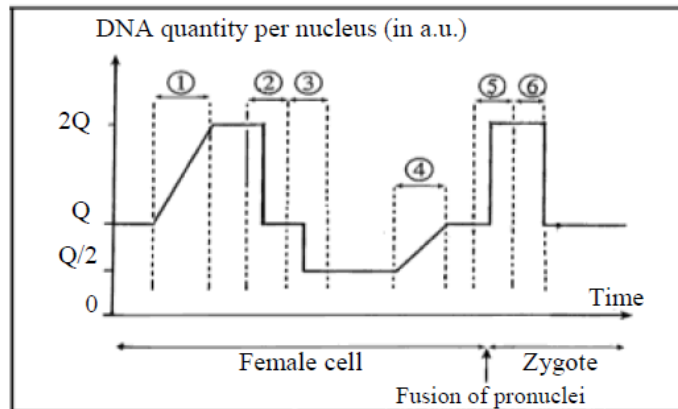 DNA quantity per nucleus (in a.u.)
① ② ③ ⑤ ⑥
2Q
④
Q
Q/2
0
Time
Female cell Zygote
Fusion of pronuclei